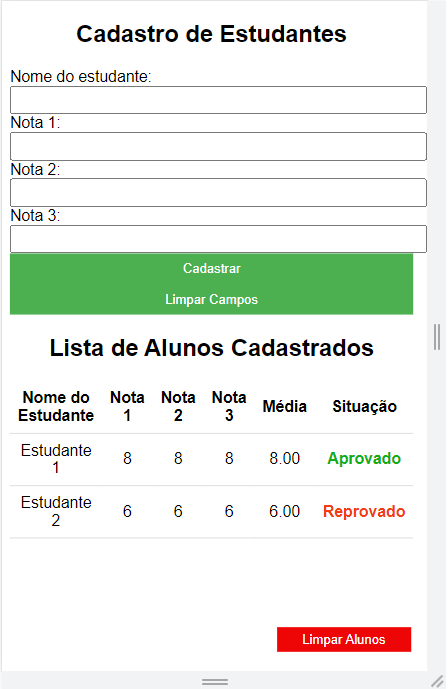 Cadastro de Estudantes
Nome do estudante:
Nota 1:
Nota 2:
Nota 3:
Cadastrar
Limpar Campos
Lista de Alunos Cadastrados
Nome do Estudante Nota 1 Nota 2 Nota 3 Média Situação
Estudante 1 8 8 8 8.00 Aprovado
Estudante 2 6 6 6 6.00 Reprovado
Limpar Alunos